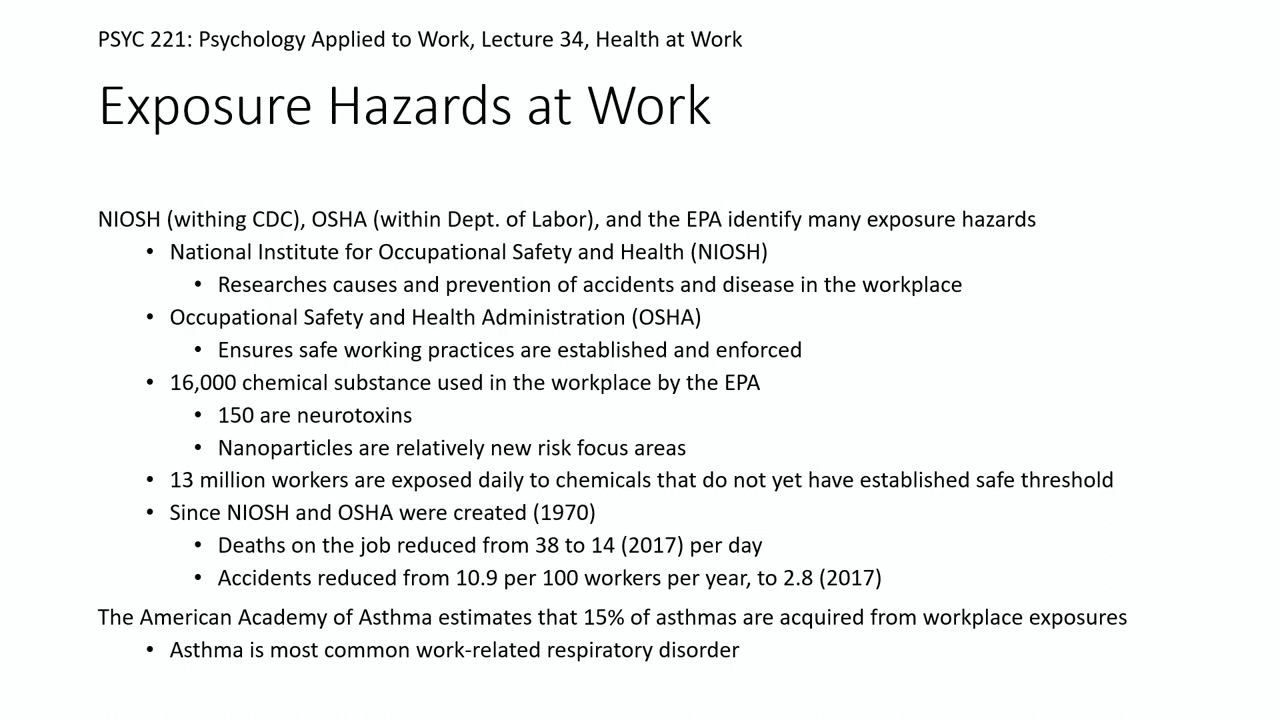 PSYC 221: Psychology Applied to Work, Lecture 34, Health at Work
Exposure Hazards at Work
NIOSH (withing CDC), OSHA (within Dept. of Labor), and the EPA identify many exposure hazards
• National Institute for Occupational Safety and Health (NIOSH)
• Researches causes and prevention of accidents and disease in the workplace
• Occupational Safety and Health Administration (OSHA)
• Ensures safe working practices are established and enforced
• 16,000 chemical substance used in the workplace by the EPA
• 150 are neurotoxins
• Nanoparticles are relatively new risk focus areas
• 13 million workers are exposed daily to chemicals that do not yet have established safe threshold
• Since NIOSH and OSHA were created (1970)
• Deaths on the job reduced from 38 to 14 (2017) per day
• Accidents reduced from 10.9 per 100 workers per year, to 2.8 (2017)
The American Academy of Asthma estimates that 15% of asthmas are acquired from workplace exposures
• Asthma is most common work-related respiratory disorder